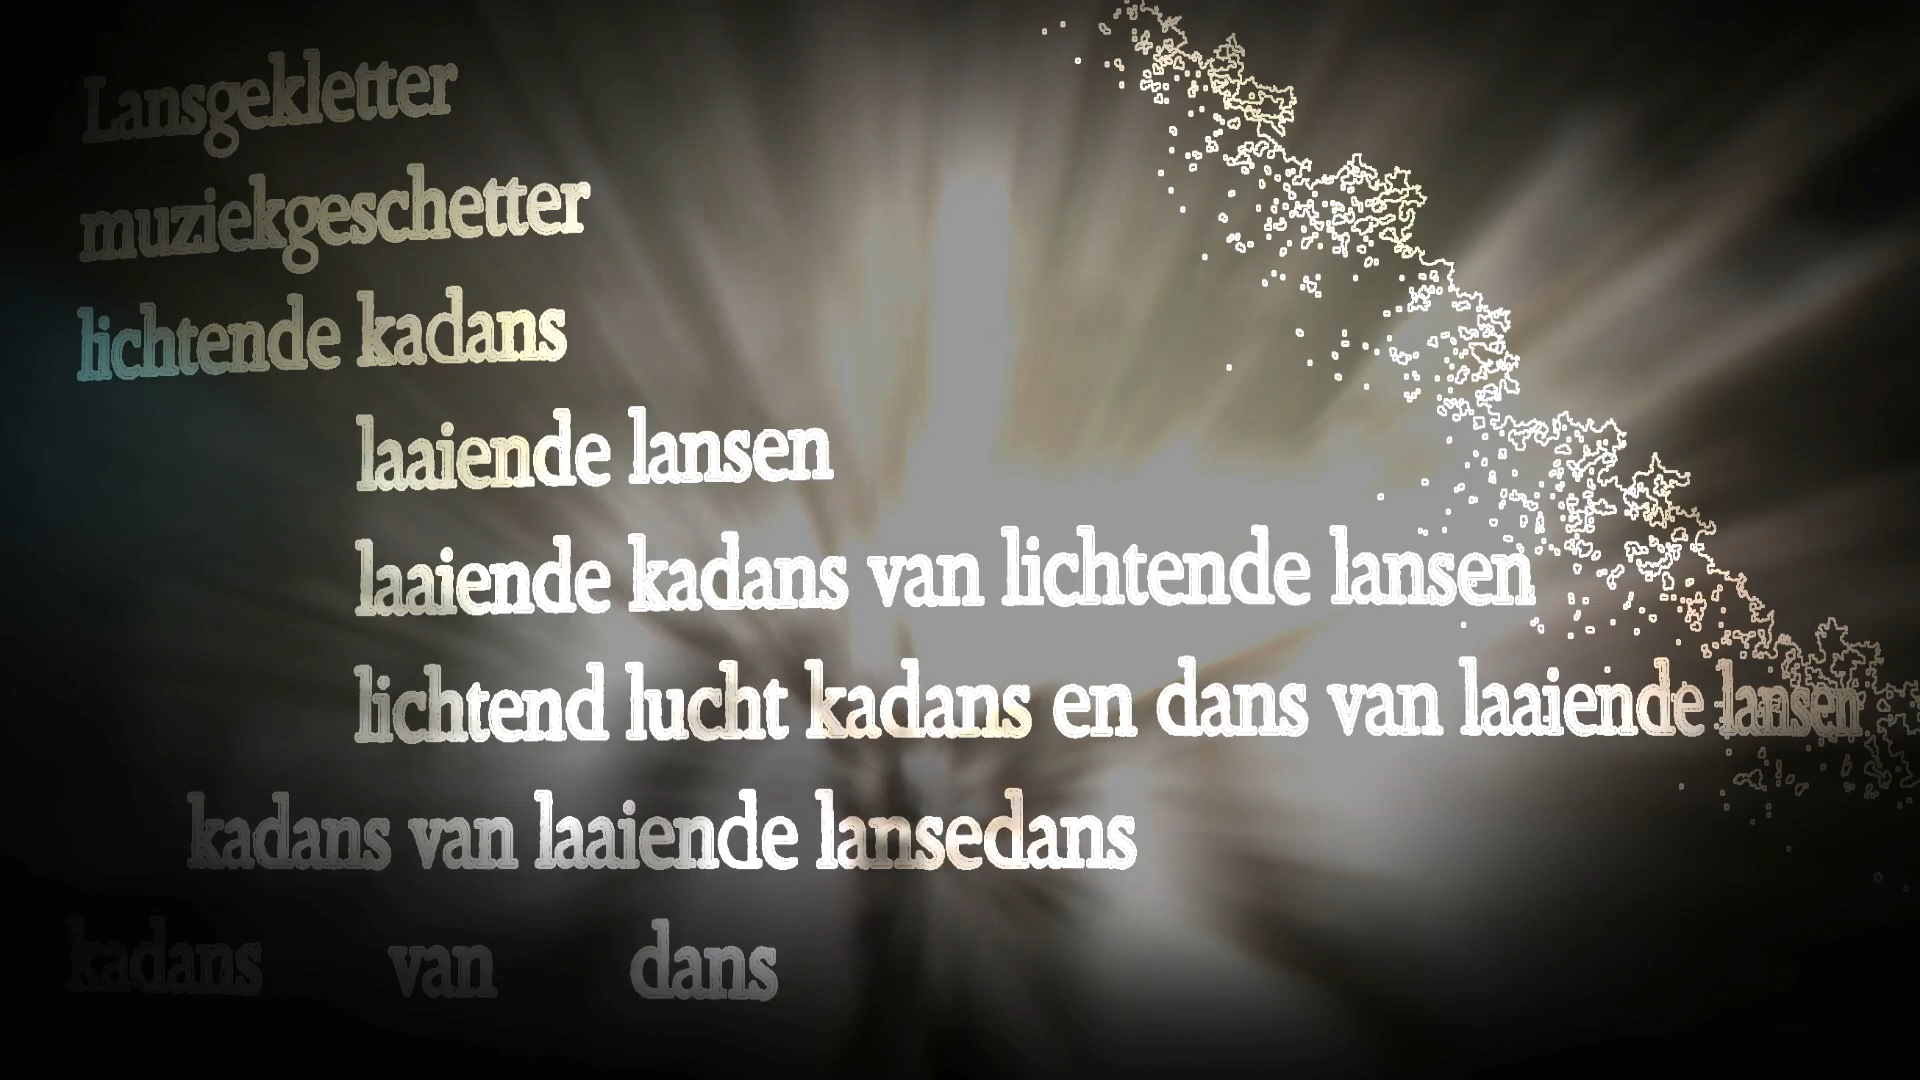 Lansgekletter
muziekgeschetter
lichtende kadans
laaiende lansen
laaiende kadans van lichtende lansen
lichtend lucht kadans en dans van laaiende lansen
kadans van laaiende lansedans
kadans van dans